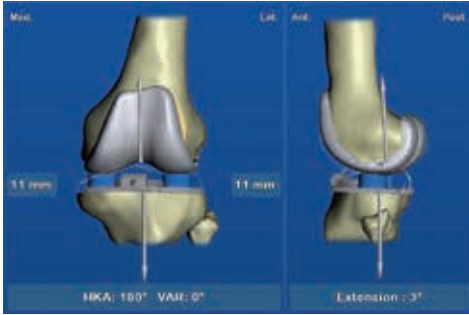 Med. Lat. Ant. Post.
11 mm 11 mm
HKA: 180° VAR: 0° Extension : 3°